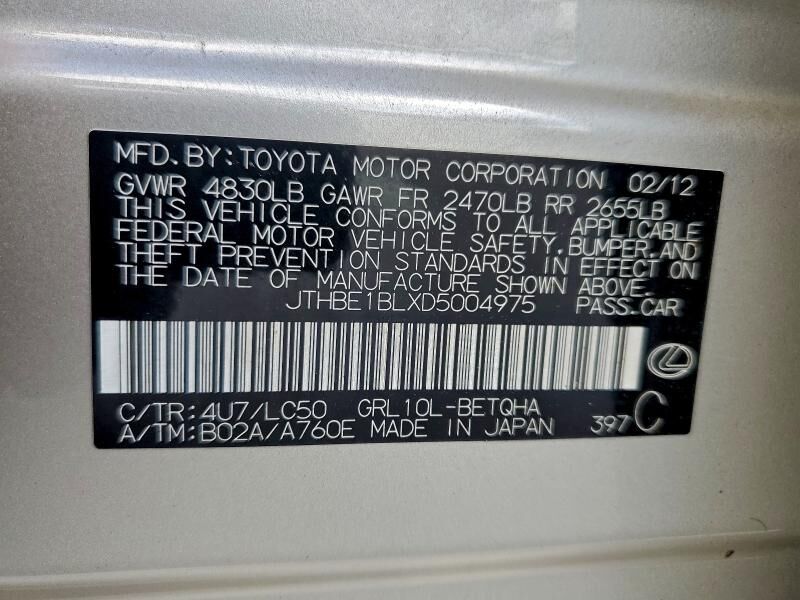 MFD. BY: TOYOTA MOTOR CORPORATION 02/12
GVWR 4830LB GAWR FR 2470LB RR 2655LB
THIS VEHICLE CONFORMS TO ALL APPLICABLE
FEDERAL MOTOR VEHICLE SAFETY, BUMPER, AND
THEFT PREVENTION STANDARDS IN EFFECT ON
THE DATE OF MANUFACTURE SHOWN ABOVE.
JTHBE1BLXD5004975 PASS. CAR
C/TR: 4U7/LC50 GRL10L-BETQHA
A/TM: B02A/A760E MADE IN JAPAN 397 C